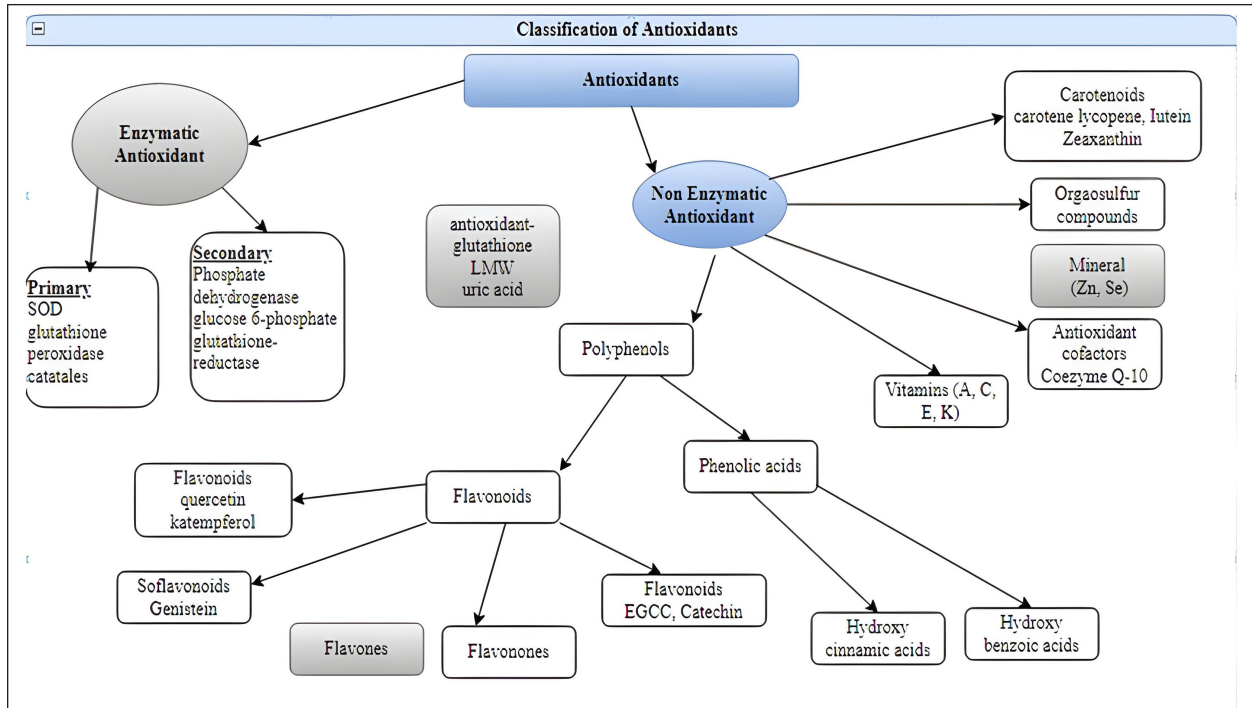 Classification of Antioxidants
Antioxidants
Enzymatic
Antioxidant
Primary
SOD
glutathione
peroxidase
catatales
Secondary
Phosphate
dehydrogenase
glucose 6-phosphate
glutathione-
reductase
antioxidant-
glutathione
LMW
uric acid
Non Enzymatic
Antioxidant
Carotenoids
carotene lycopene, Iutein
Zeaxanthin
Orgaosulfur
compounds
Mineral
(Zn, Se)
Antioxidant
cofactors
Coezyme Q-10
Vitamins (A, C,
E, K)
Polyphenols
Flavonoids
Phenolic acids
Flavonoids
quercetin
katempferol
Soflavonoids
Genistein
Flavones
Flavonones
Flavonoids
EGCC, Catechin
Hydroxy
cinnamic acids
Hydroxy
benzoic acids